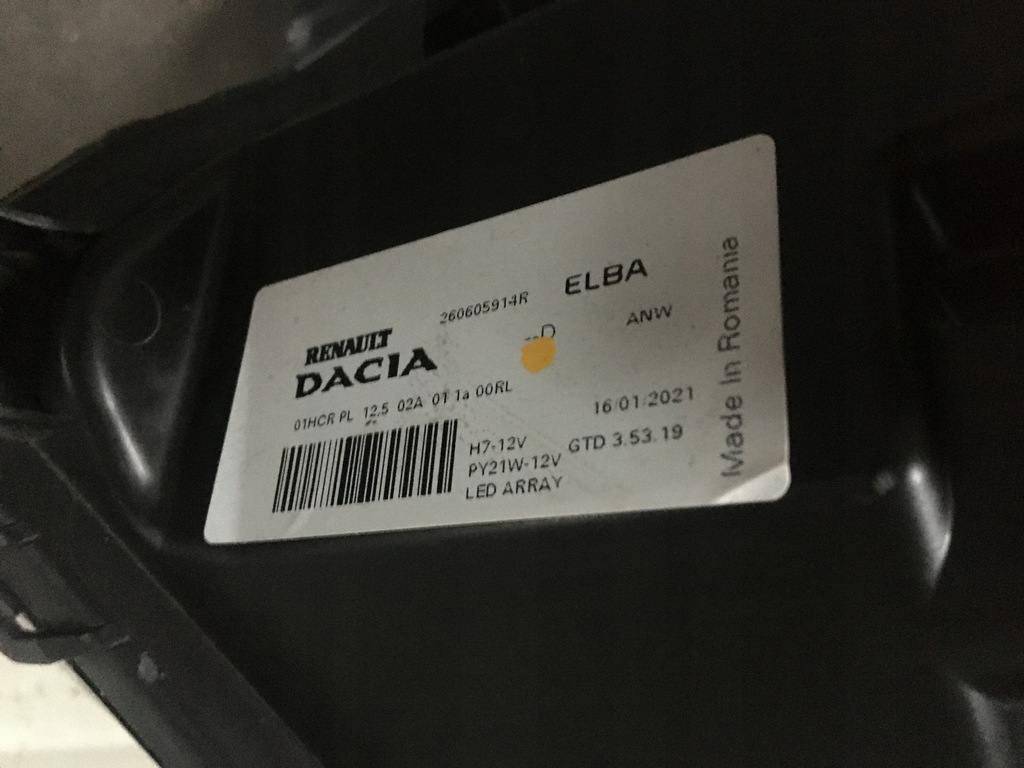 260605914R
ELBA
RENAULT
DACIA
--D
ANW
01HCR PL 12,5 02A 01 1a 00RL
16/01/2021
H7-12V
GTD 3.53.19
PY21W-12V
LED ARRAY
Made In Romania